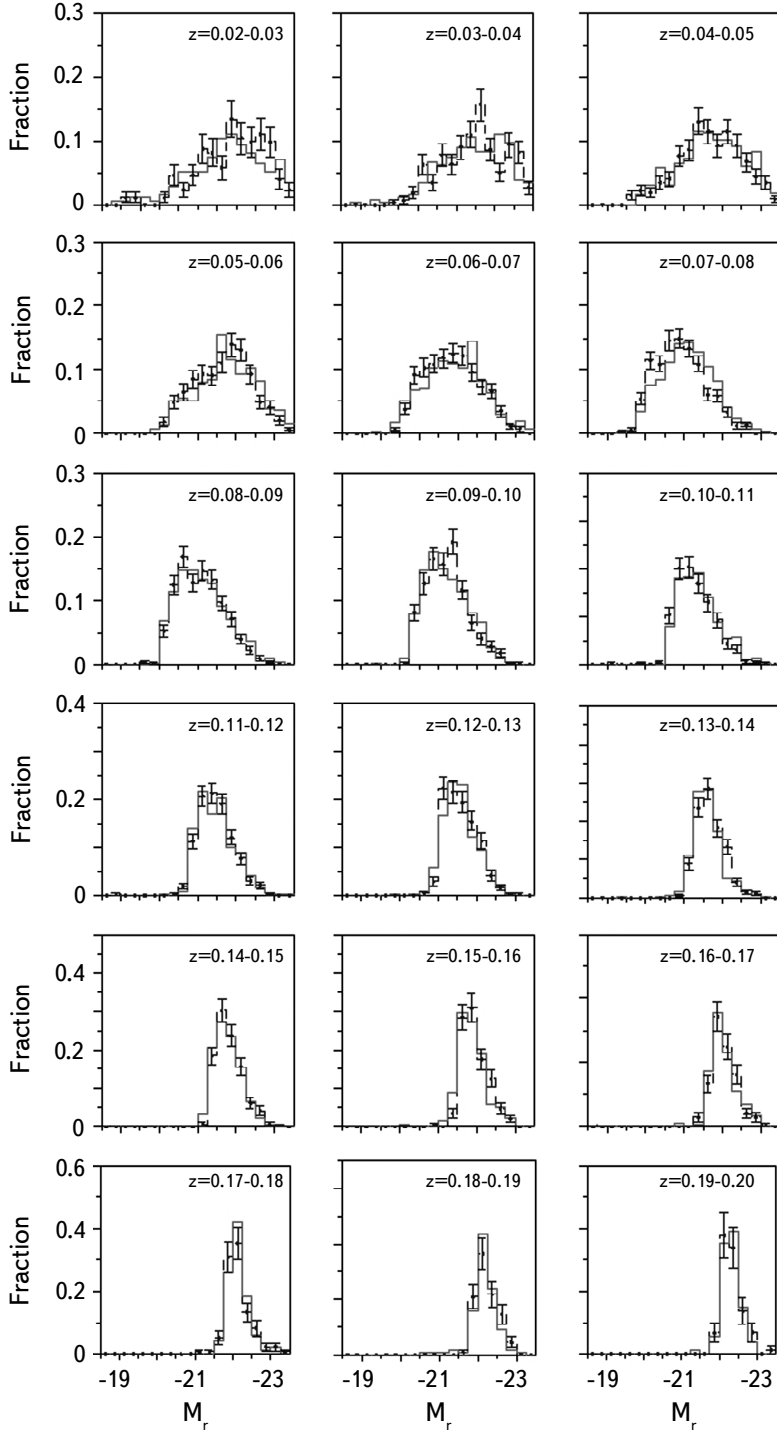 0.3
z=0.02-0.03
z=0.03-0.04
z=0.04-0.05
Fraction
0.2
0.1
0
0.3
z=0.05-0.06
z=0.06-0.07
z=0.07-0.08
Fraction
0.2
0.1
0
0.3
z=0.08-0.09
z=0.09-0.10
z=0.10-0.11
Fraction
0.2
0.1
0
0.4
z=0.11-0.12
z=0.12-0.13
z=0.13-0.14
Fraction
0.2
0
z=0.14-0.15
z=0.15-0.16
z=0.16-0.17
Fraction
0.4
0.2
0
0.6
z=0.17-0.18
z=0.18-0.19
z=0.19-0.20
Fraction
0.4
0.2
0
-19 -21 -23
-19 -21 -23
-19 -21 -23
Mr
Mr
Mr